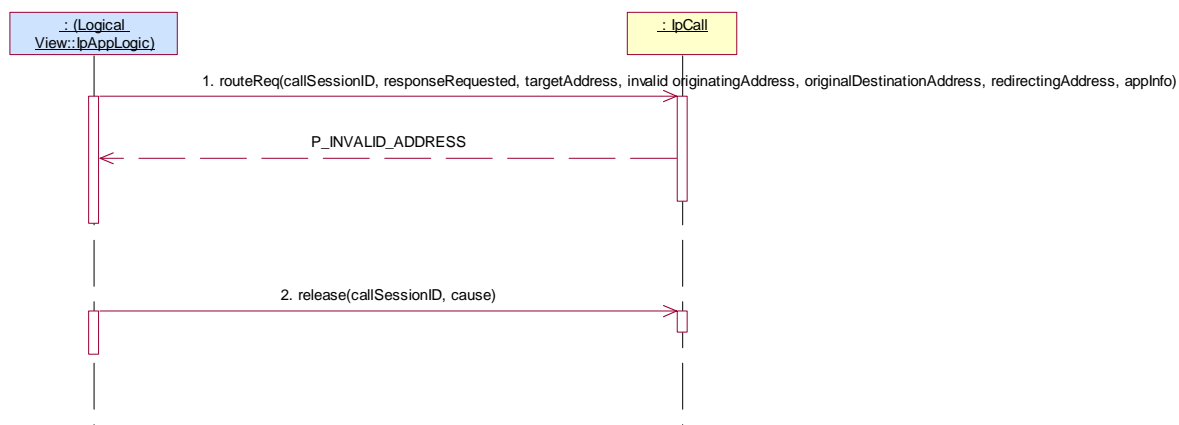 : (Logical
View::IpAppLogic)
: IpCall
1. routeReq(callSessionID, responseRequested, targetAddress, invalid originatingAddress, originalDestinationAddress, redirectingAddress, appInfo)
P_INVALID_ADDRESS
2. release(callSessionID, cause)